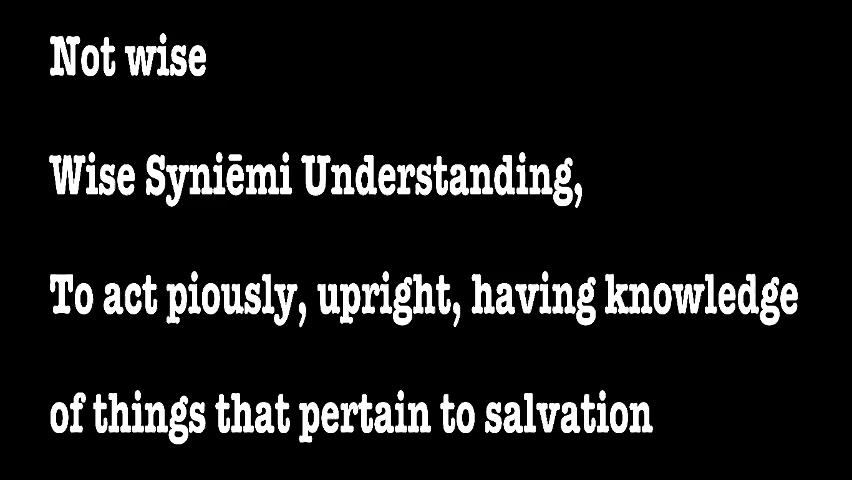 Not wise
Wise Syniēmi Understanding,
To act piously, upright, having knowledge
of things that pertain to salvation